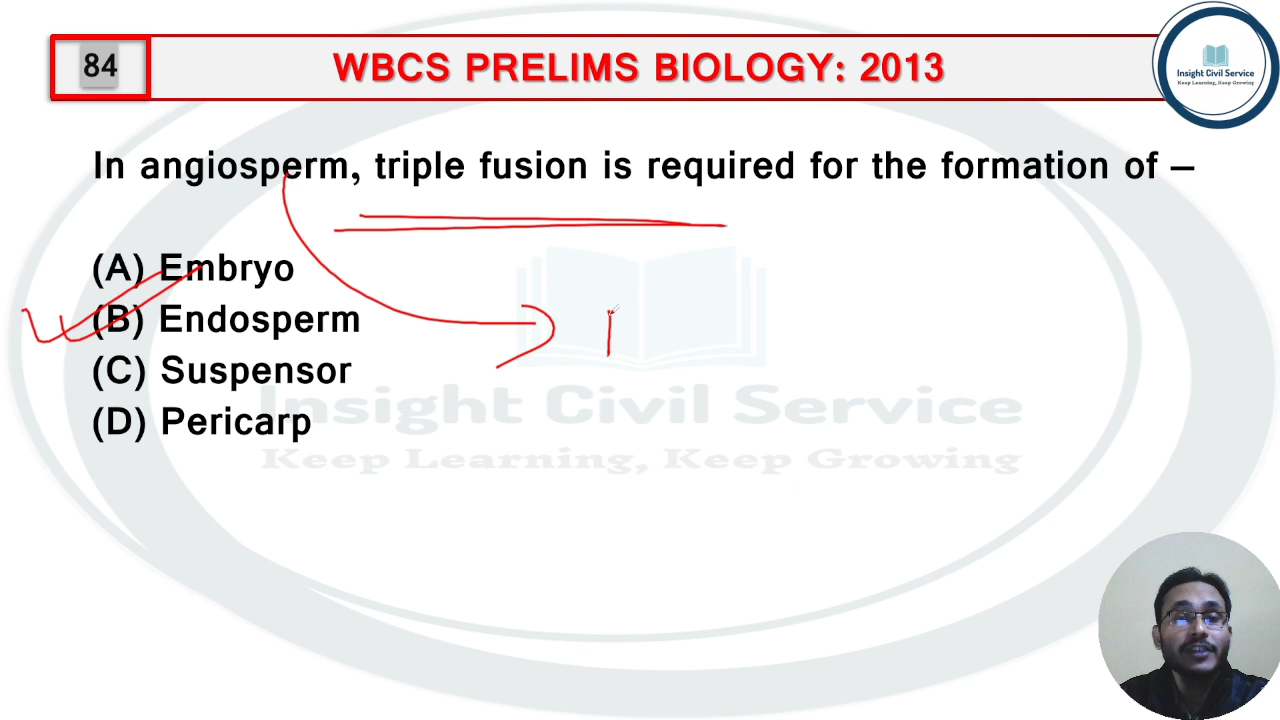 84
WBCS PRELIMS BIOLOGY: 2013
Insight Civil Service
Keep Learning, Keep Growing
In angiosperm, triple fusion is required for the formation of –
(A) Embryo
(B) Endosperm
(C) Suspensor
(D) Pericarp
Insight Civil Service
Keep Learning, Keep Growing